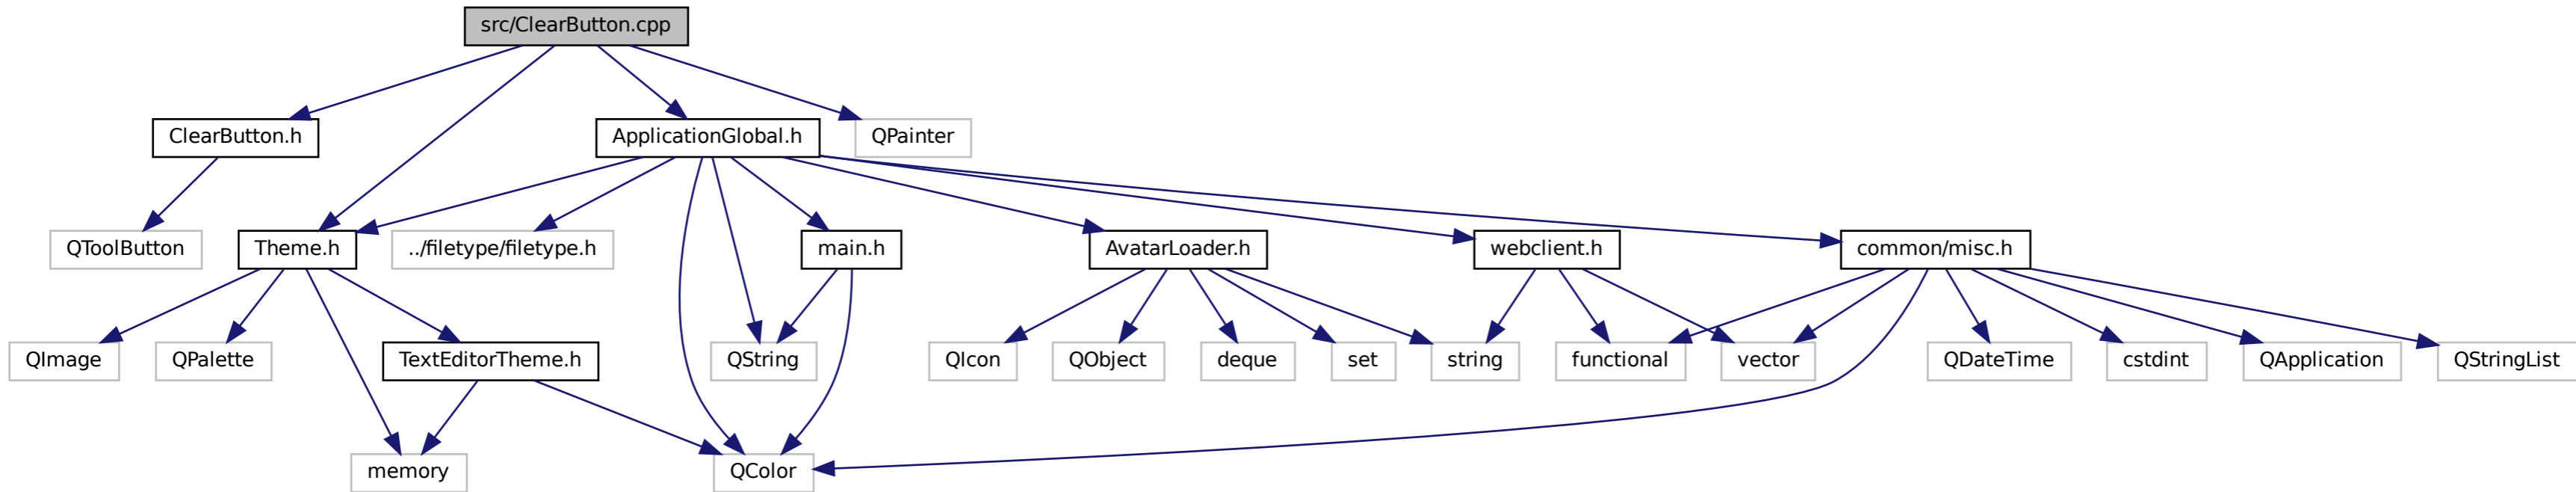 src/ClearButton.cpp
ClearButton.h
ApplicationGlobal.h
QPainter
QToolButton
Theme.h
../filetype/filetype.h
main.h
AvatarLoader.h
webclient.h
common/misc.h
QImage
QPalette
TextEditorTheme.h
QString
QIcon
QObject
deque
set
string
functional
vector
QDateTime
cstdint
QApplication
QStringList
memory
QColor